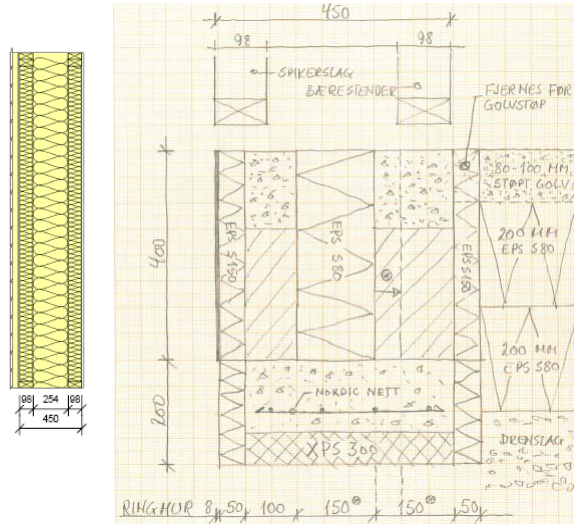 98 254 98
450
450
98 98
SPIKERSLAG
BÆRESTENDER
FJERNES FØR
GOLVSTØP
80-100 MM
STØPT GOLV
400
EPS S150
EPS S80
EPS S150
200 MM
EPS S80
200 MM
EPS S80
200
NORDIC NETT
XPS 300
DRENSLAG
RINGMUR 8 50 100 150 150 50